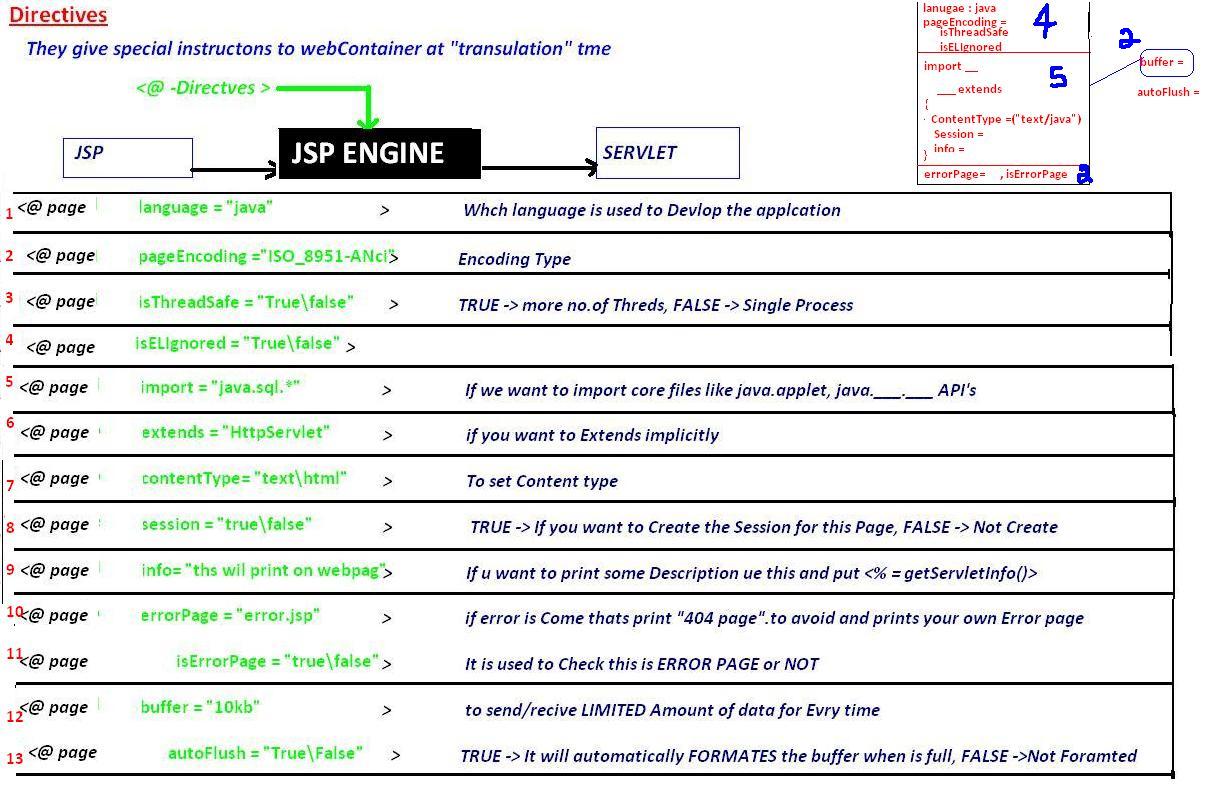 Directives
They give special instructons to webContainer at "transulation" tme
<@ -Directves >
JSP
JSP ENGINE
SERVLET
lanugae : java
pageEncoding =
isThreadSafe
isELIgnored
4
import __
___ extends
5
{
ContentType =("text/java")
Session =
info =
}
errorPage= , isErrorPage
2
2
buffer =
autoFlush =
1 <@ page language = "java" > Whch language is used to Devlop the applcation
2 <@ page pageEncoding ="ISO_8951-ANci"> Encoding Type
3 <@ page isThreadSafe = "True\false" > TRUE -> more no.of Threds, FALSE -> Single Process
4 <@ page isELIgnored = "True\false" >
5 <@ page import = "java.sql.*" > If we want to import core files like java.applet, java.___.___ API's
6 <@ page extends = "HttpServlet" > if you want to Extends implicitly
7 <@ page contentType= "text\html" > To set Content type
8 <@ page session = "true\false" > TRUE -> If you want to Create the Session for this Page, FALSE -> Not Create
9 <@ page info= "ths wil print on webpag"> If u want to print some Description ue this and put <% = getServletInfo()>
10 <@ page errorPage = "error.jsp" > if error is Come thats print "404 page".to avoid and prints your own Error page
11 <@ page isErrorPage = "true\false" > It is used to Check this is ERROR PAGE or NOT
12 <@ page buffer = "10kb" > to send/recive LIMITED Amount of data for Evry time
13 <@ page autoFlush = "True\False" > TRUE -> It will automatically FORMATES the buffer when is full, FALSE ->Not Foramted